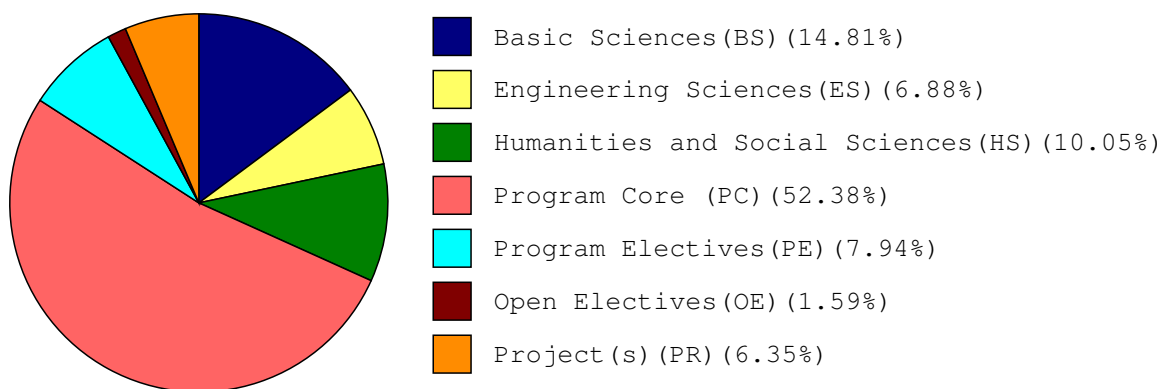 Basic Sciences(BS)(14.81%)
Engineering Sciences(ES)(6.88%)
Humanities and Social Sciences(HS)(10.05%)
Program Core (PC)(52.38%)
Program Electives(PE)(7.94%)
Open Electives(OE)(1.59%)
Project(s)(PR)(6.35%)